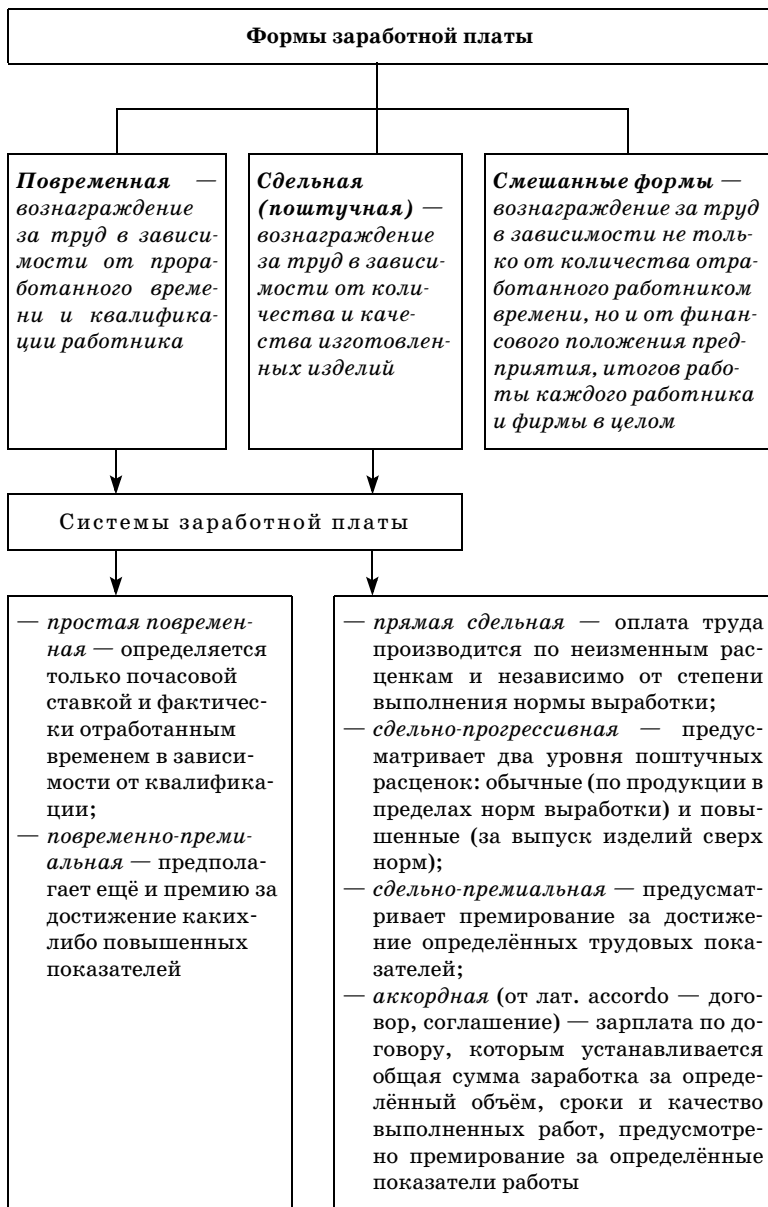 Формы заработной платы
Повременная —
вознаграждение
за труд в зависи-
мости от прора-
ботанного време-
ни и квалифика-
ции работника
Сдельная
(поштучная) —
вознаграждение
за труд в зависи-
мости от коли-
чества и каче-
ства изготовлен-
ных изделий
Смешанные формы —
вознаграждение за труд
в зависимости не толь-
ко от количества отра-
ботанного работником
времени, но и от финан-
сового положения пред-
приятия, итогов рабо-
ты каждого работника
и фирмы в целом
Системы заработной платы
— простая повремен-
ная — определяется
только почасовой
ставкой и фактичес-
ки отработанным
временем в зависи-
мости от квалифика-
ции;
— повременно-преми-
альная — предпола-
гает ещё и премию за
достижение каких-
либо повышенных
показателей
— прямая сдельная — оплата труда
производится по неизменным рас-
ценкам и независимо от степени
выполнения нормы выработки;
— сдельно-прогрессивная — предус-
матривает два уровня поштучных
расценок: обычные (по продукции в
пределах норм выработки) и повы-
шенные (за выпуск изделий сверх
норм);
— сдельно-премиальная — предусмат-
ривает премирование за достиже-
ние определённых трудовых пока-
зателей;
— аккордная (от лат. accordo — дого-
вор, соглашение) — зарплата по до-
говору, которым устанавливается
общая сумма заработка за опреде-
лённый объём, сроки и качество
выполненных работ, предусмотре-
но премирование за определённые
показатели работы